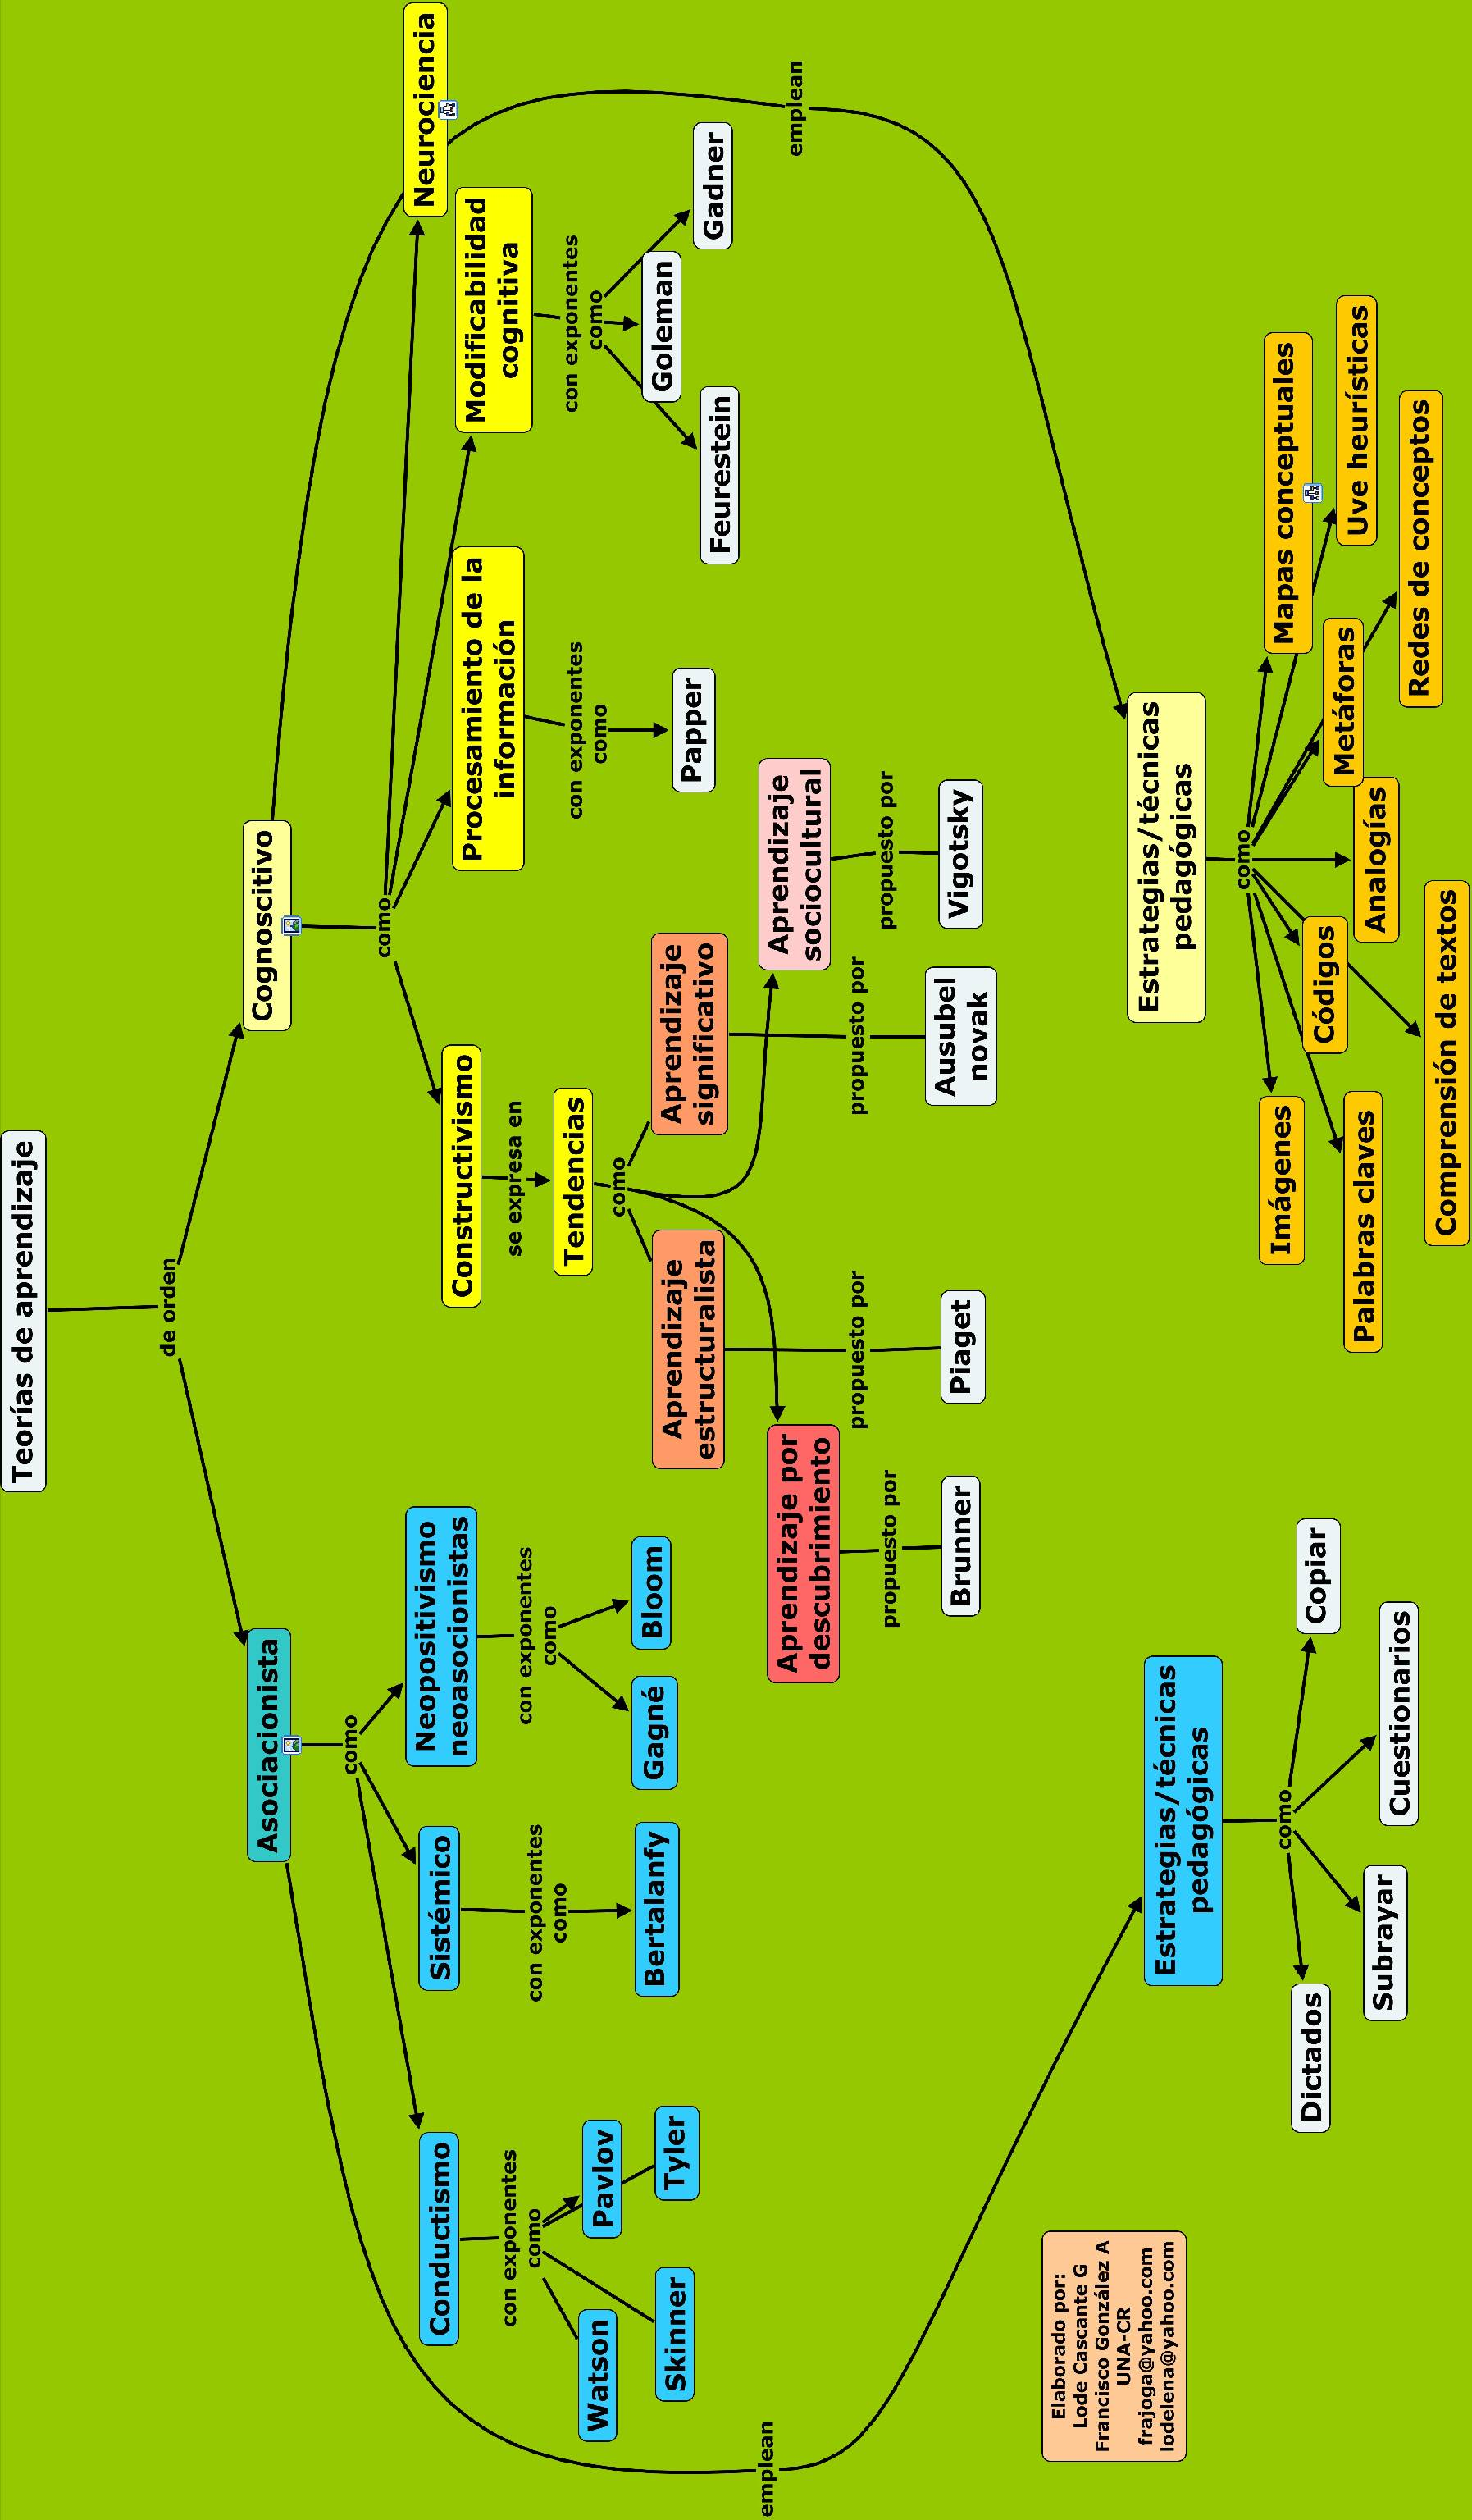 Teorías de aprendizaje
de orden
Asociacionista
Cognoscitivo
como
como
Conductismo
Sistémico
Neopositivismo
neoasocionistas
Constructivismo
Procesamiento de la
información
Modificabilidad
cognitiva
Neurociencia
con exponentes
como
con exponentes
como
con exponentes
como
se expresa en
con exponentes
como
con exponentes
como
Watson
Skinner
Pavlov
Tyler
Bertalanfy
Gagné
Bloom
Tendencias
como
Papper
Feurestein
Goleman
Gadner
Aprendizaje
estructuralista
Aprendizaje
significativo
Aprendizaje por
descubrimiento
Aprendizaje
sociocultural
emplean
emplean
propuesto por
propuesto por
propuesto por
propuesto por
Brunner
Piaget
Ausubel
novak
Vigotsky
Elaborado por:
Lode Cascante G
Francisco González A
UNA-CR
frajoga@yahoo.com
lodelena@yahoo.com
Estrategias/técnicas
pedagógicas
como
Dictados
Subrayar
Cuestionarios
Copiar
Estrategias/técnicas
pedagógicas
como
Imágenes
Palabras claves
Códigos
Comprensión de textos
Analogías
Metáforas
Redes de conceptos
Mapas conceptuales
Uve heurísticas